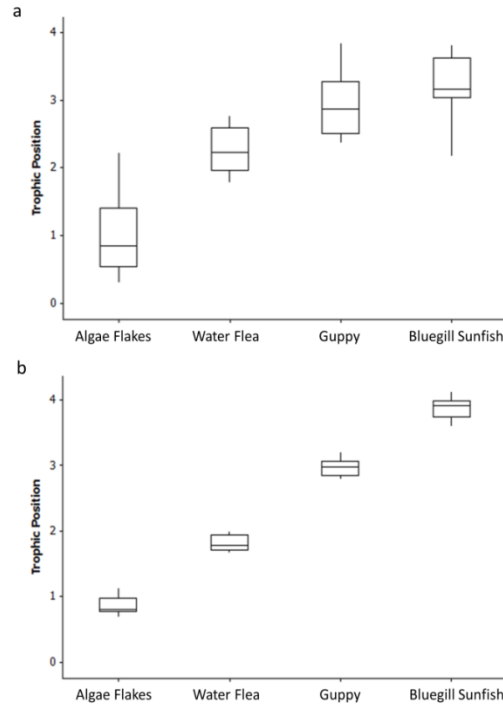 a
4
3
2
1
0
Trophic Position
Algae Flakes Water Flea Guppy Bluegill Sunfish
b
4
3
2
1
0
Trophic Position
Algae Flakes Water Flea Guppy Bluegill Sunfish